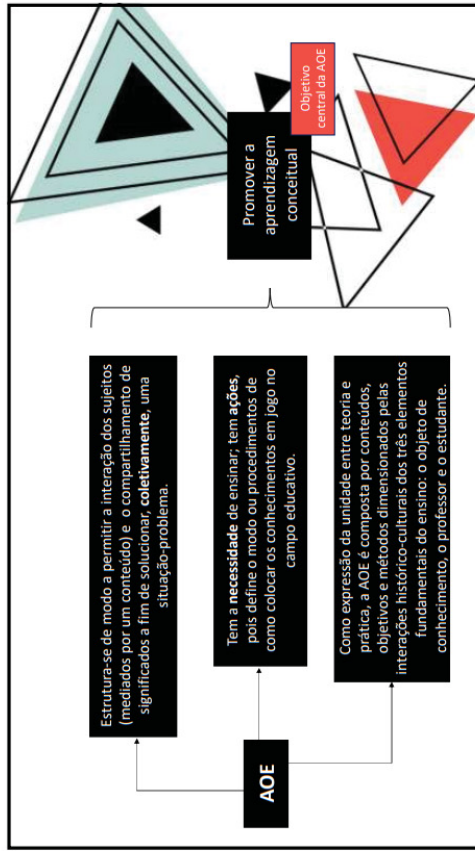 AOE
Estrutura-se de modo a permitir a interação dos sujeitos
(mediados por um conteúdo) e o compartilhamento de
significados a fim de solucionar, coletivamente, uma
situação-problema.
Tem a necessidade de ensinar; tem ações,
pois define o modo ou procedimentos de
como colocar os conhecimentos em jogo no
campo educativo.
Como expressão da unidade entre teoria e
prática, a AOE é composta por conteúdos,
objetivos e métodos dimensionados pelas
interações histórico-culturais dos três elementos
fundamentais do ensino: o objeto de
conhecimento, o professor e o estudante.
Promover a
aprendizagem
conceitual
Objetivo
central da AOE